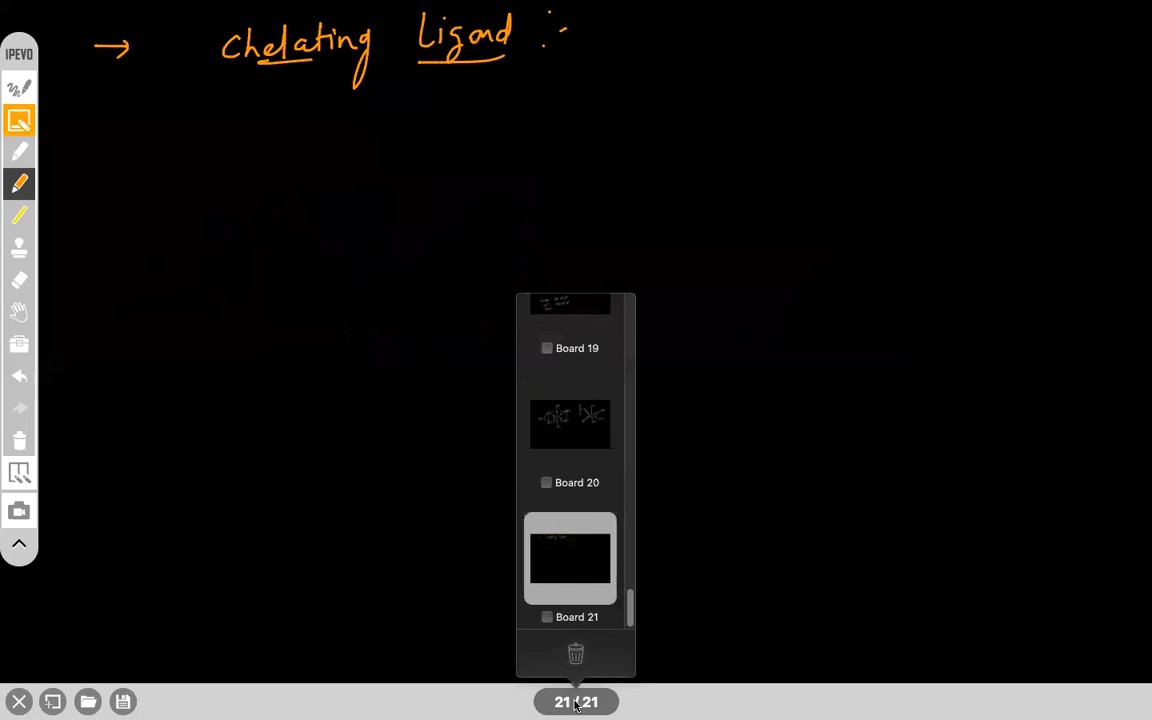 → Chelating Ligand :-
IPEVO
Board 19
Board 20
Board 21
21 / 21